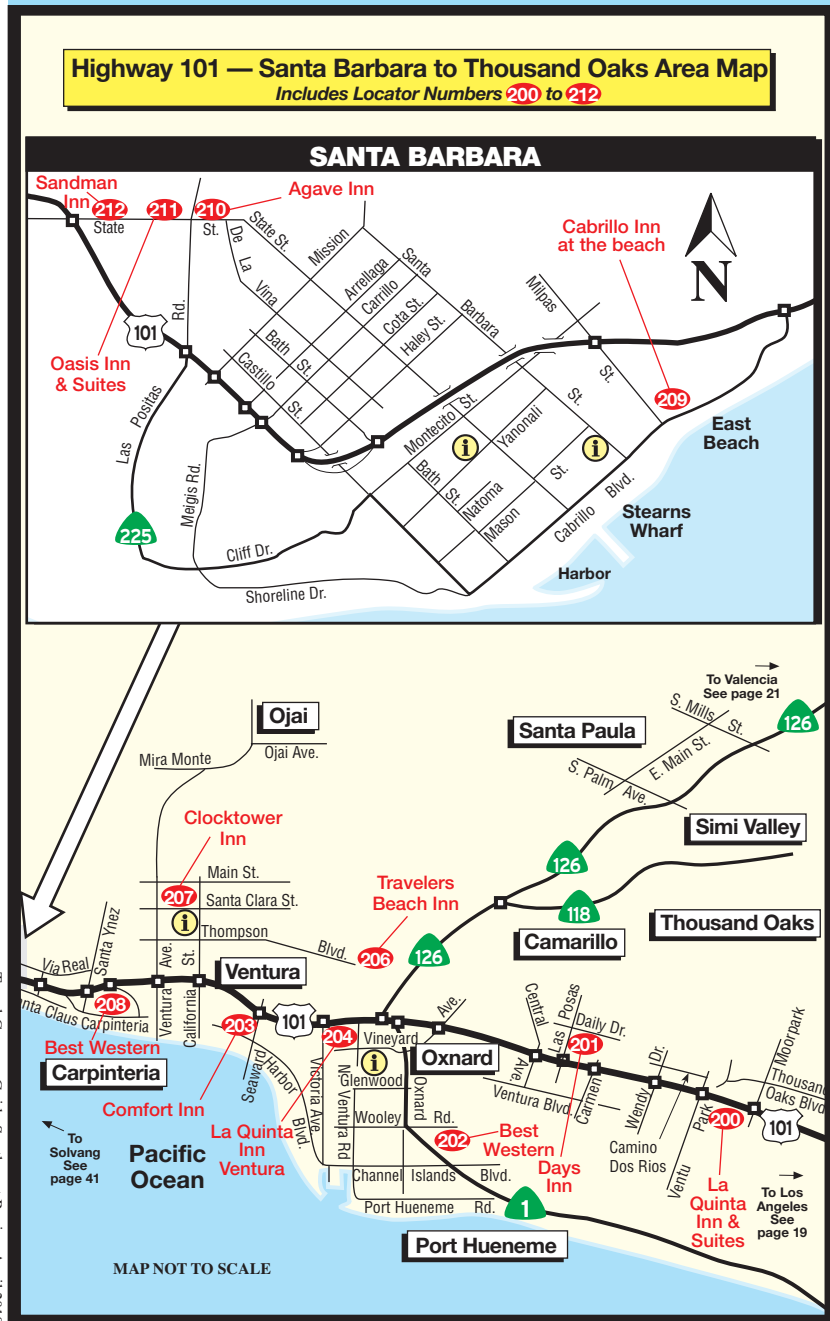 Highway 101 — Santa Barbara to Thousand Oaks Area Map
Includes Locator Numbers 200 to 212
SANTA BARBARA
Sandman
Inn
212
211
210
Agave Inn
State
St.
State St.
De La Vina
Mission
Arrellaga
Carrillo
Cota St.
Haley St.
Santa Barbara
St.
Milpas
St.
Cabrillo Inn
at the beach
N
101
Rd.
Oasis Inn
& Suites
Bath St.
Castillo St.
Las Positas
Meigis Rd.
225
Cliff Dr.
Shoreline Dr.
Montecito St.
Yanonali
St.
i
i
Bath St.
Natoma
Mason
Cabrillo Blvd.
209
East
Beach
Stearns
Wharf
Harbor
To Valencia
See page 21
S. Mills St.
126
Ojai
Ojai Ave.
Mira Monte
Santa Paula
E. Main St.
S. Palm Ave.
Simi Valley
Clocktower
Inn
Main St.
207
Santa Clara St.
i
Thompson
Blvd.
Travelers
Beach Inn
206
126
126
118
Camarillo
Thousand Oaks
Via Real
Santa Ynez
Ventura Ave.
California St.
Ventura
208
Carpinteria
Best Western
Carpinteria
203
Comfort Inn
Seaward
Harbor Blvd.
101
204
La Quinta
Inn
Ventura
Victoria Ave
N. Ventura Rd
Vineyard
Ave.
i
Glenwood
Oxnard
Oxnard
Wooley
Rd.
202
Best
Western
Channel Islands Blvd.
Port Hueneme Rd.
1
Port Hueneme
Central
Ave.
Las Posas
Daily Dr.
201
Days
Inn
Ventura Blvd.
Carmen
Wendy Dr.
Camino
Dos Rios
Ventu Park
200
La
Quinta
Inn &
Suites
Moorpark
Thousand
Oaks Blvd
101
To Los
Angeles
See
page 19
To
Solvang
See
page 41
Pacific
Ocean
MAP NOT TO SCALE